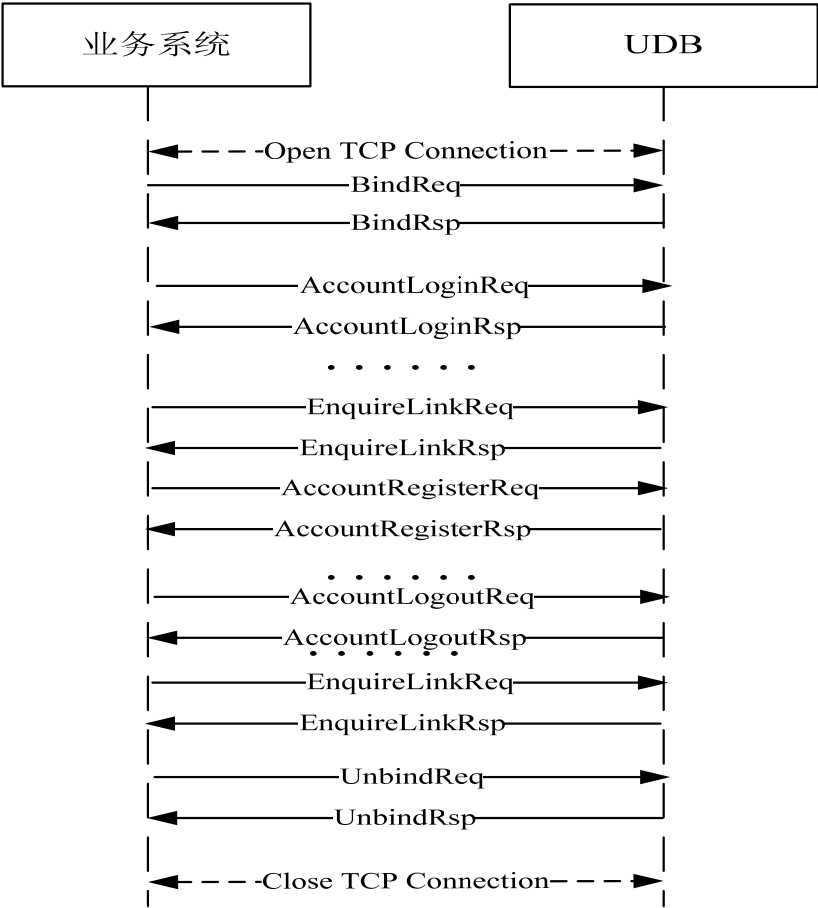 业务系统
UDB
Open TCP Connection
BindReq
BindRsp
AccountLoginReq
AccountLoginRsp
······
EnquireLinkReq
EnquireLinkRsp
AccountRegisterReq
AccountRegisterRsp
······
AccountLogoutReq
AccountLogoutRsp
······
EnquireLinkReq
EnquireLinkRsp
UnbindReq
UnbindRsp
Close TCP Connection